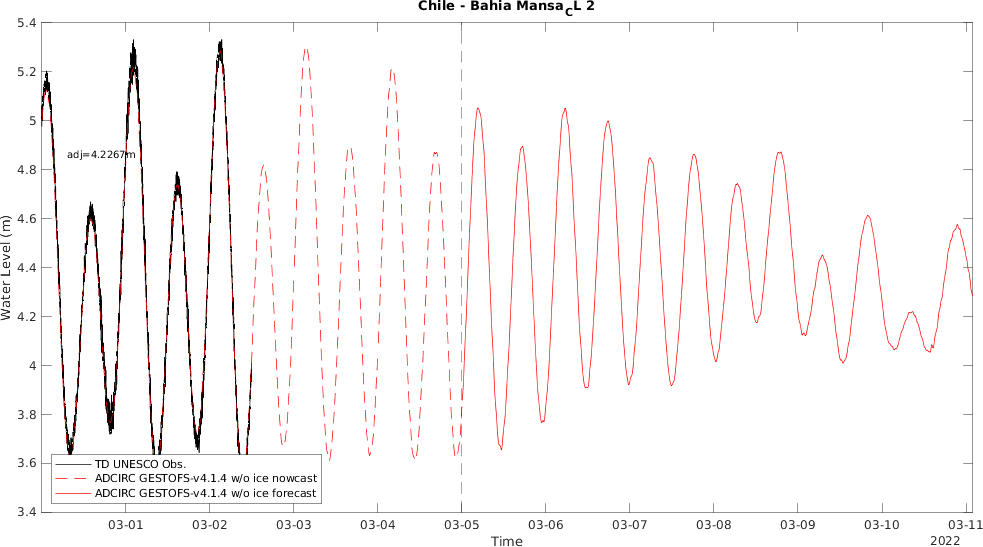 Chile - Bahia Mansa_CL 2
5.4
5.2
5
4.8
4.6
4.4
4.2
4
3.8
3.6
3.4
Water Level (m)
adj=4.2267m
TD UNESCO Obs.
ADCIRC GESTOFS-v4.1.4 w/o ice nowcast
ADCIRC GESTOFS-v4.1.4 w/o ice forecast
03-01 03-02 03-03 03-04 03-05 03-06 03-07 03-08 03-09 03-10 03-11
Time
2022